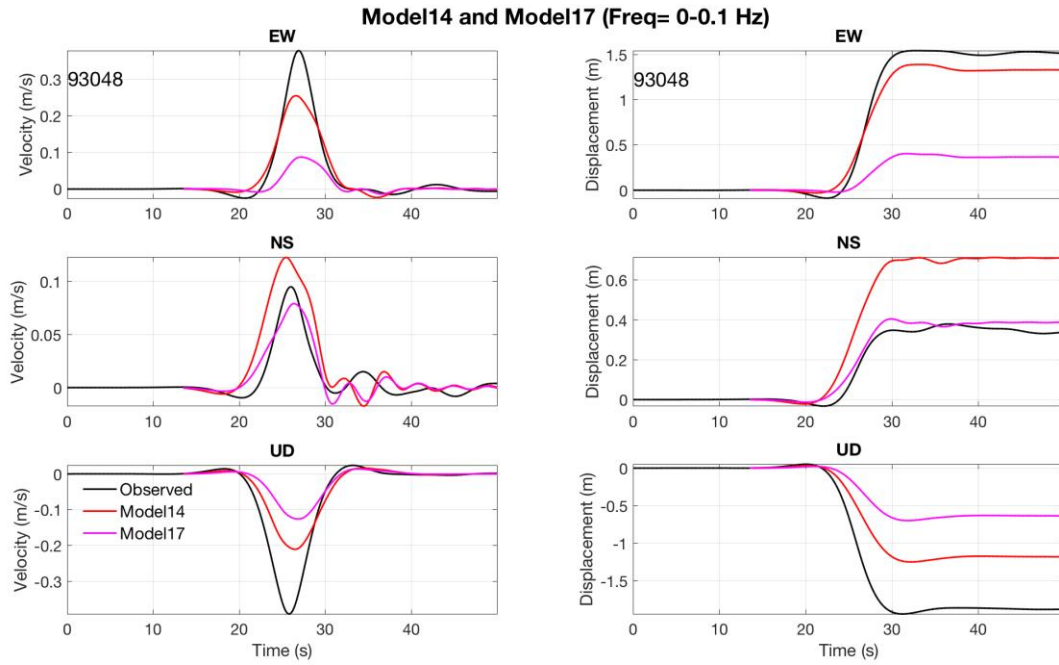 Model14 and Model17 (Freq= 0-0.1 Hz)
EW
93048
Velocity (m/s)
0.3
0.2
0.1
0
0 10 20 30 40
EW
93048
Displacement (m)
1.5
1
0.5
0
0 10 20 30 40
NS
Velocity (m/s)
0.1
0.05
0
0 10 20 30 40
NS
Displacement (m)
0.6
0.4
0.2
0
0 10 20 30 40
UD
Velocity (m/s)
0
-0.1
-0.2
-0.3
Observed
Model14
Model17
0 10 20 30 40
Time (s)
UD
Displacement (m)
0
-0.5
-1
-1.5
0 10 20 30 40
Time (s)